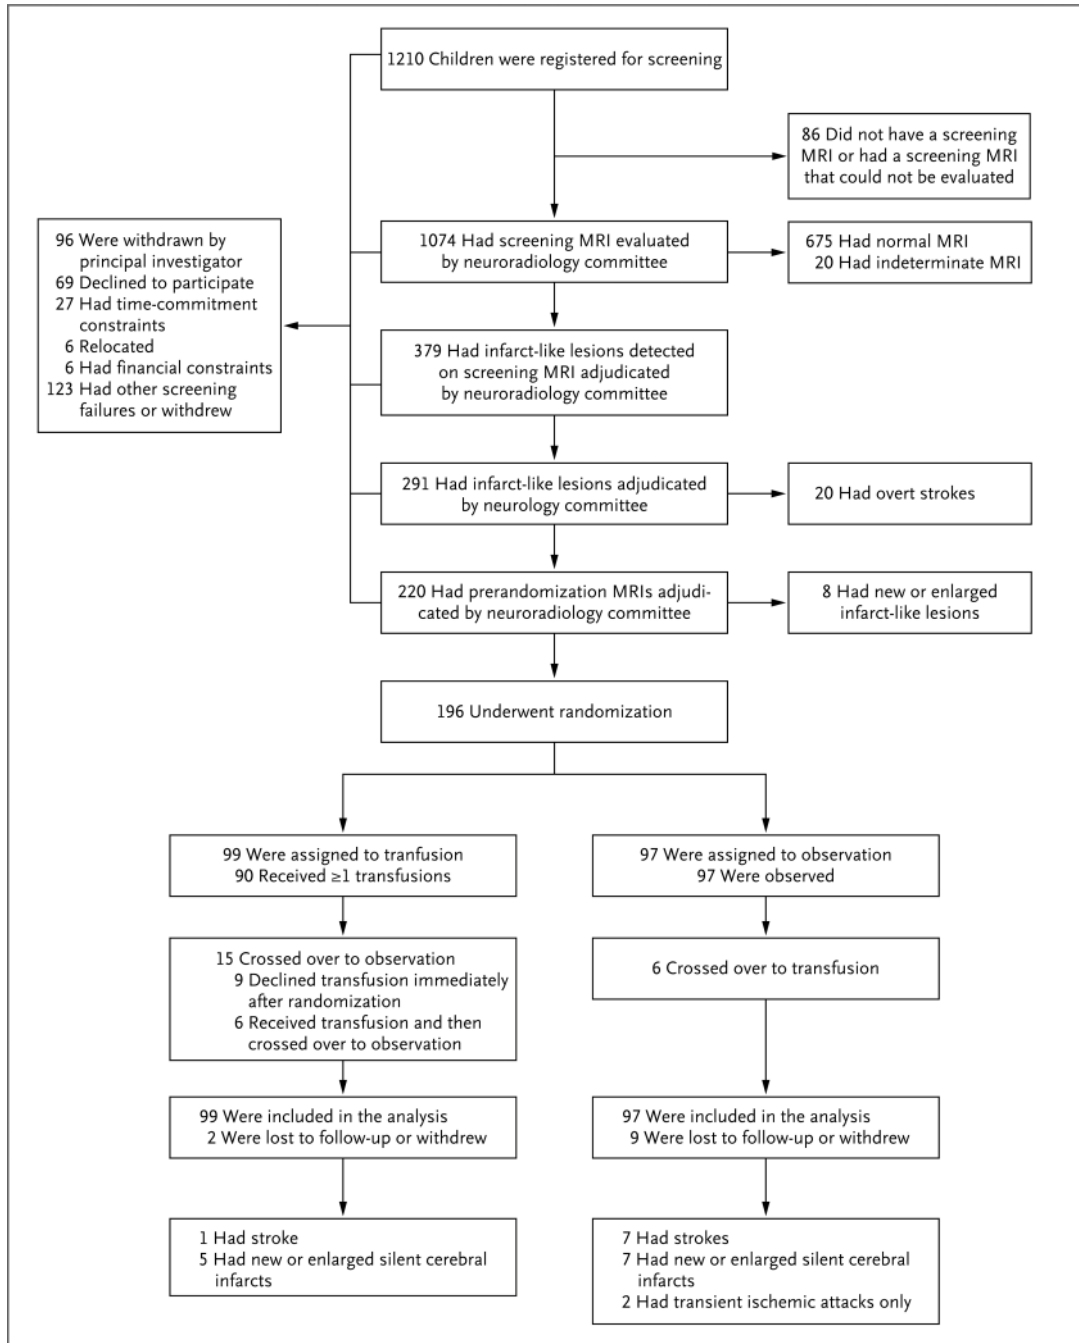 1210 Children were registered for screening
86 Did not have a screening
MRI or had a screening MRI
that could not be evaluated
96 Were withdrawn by
principal investigator
69 Declined to participate
27 Had time-commitment
constraints
6 Relocated
6 Had financial constraints
123 Had other screening
failures or withdrew
1074 Had screening MRI evaluated
by neuroradiology committee
675 Had normal MRI
20 Had indeterminate MRI
379 Had infarct-like lesions detected
on screening MRI adjudicated
by neuroradiology committee
291 Had infarct-like lesions adjudicated
by neurology committee
20 Had overt strokes
220 Had prerandomization MRIs adjudi-
cated by neuroradiology committee
8 Had new or enlarged
infarct-like lesions
196 Underwent randomization
99 Were assigned to tranfusion
90 Received ≥1 transfusions
97 Were assigned to observation
97 Were observed
15 Crossed over to observation
9 Declined transfusion immediately
after randomization
6 Received transfusion and then
crossed over to observation
6 Crossed over to transfusion
99 Were included in the analysis
2 Were lost to follow-up or withdrew
97 Were included in the analysis
9 Were lost to follow-up or withdrew
1 Had stroke
5 Had new or enlarged silent cerebral
infarcts
7 Had strokes
7 Had new or enlarged silent cerebral
infarcts
2 Had transient ischemic attacks only